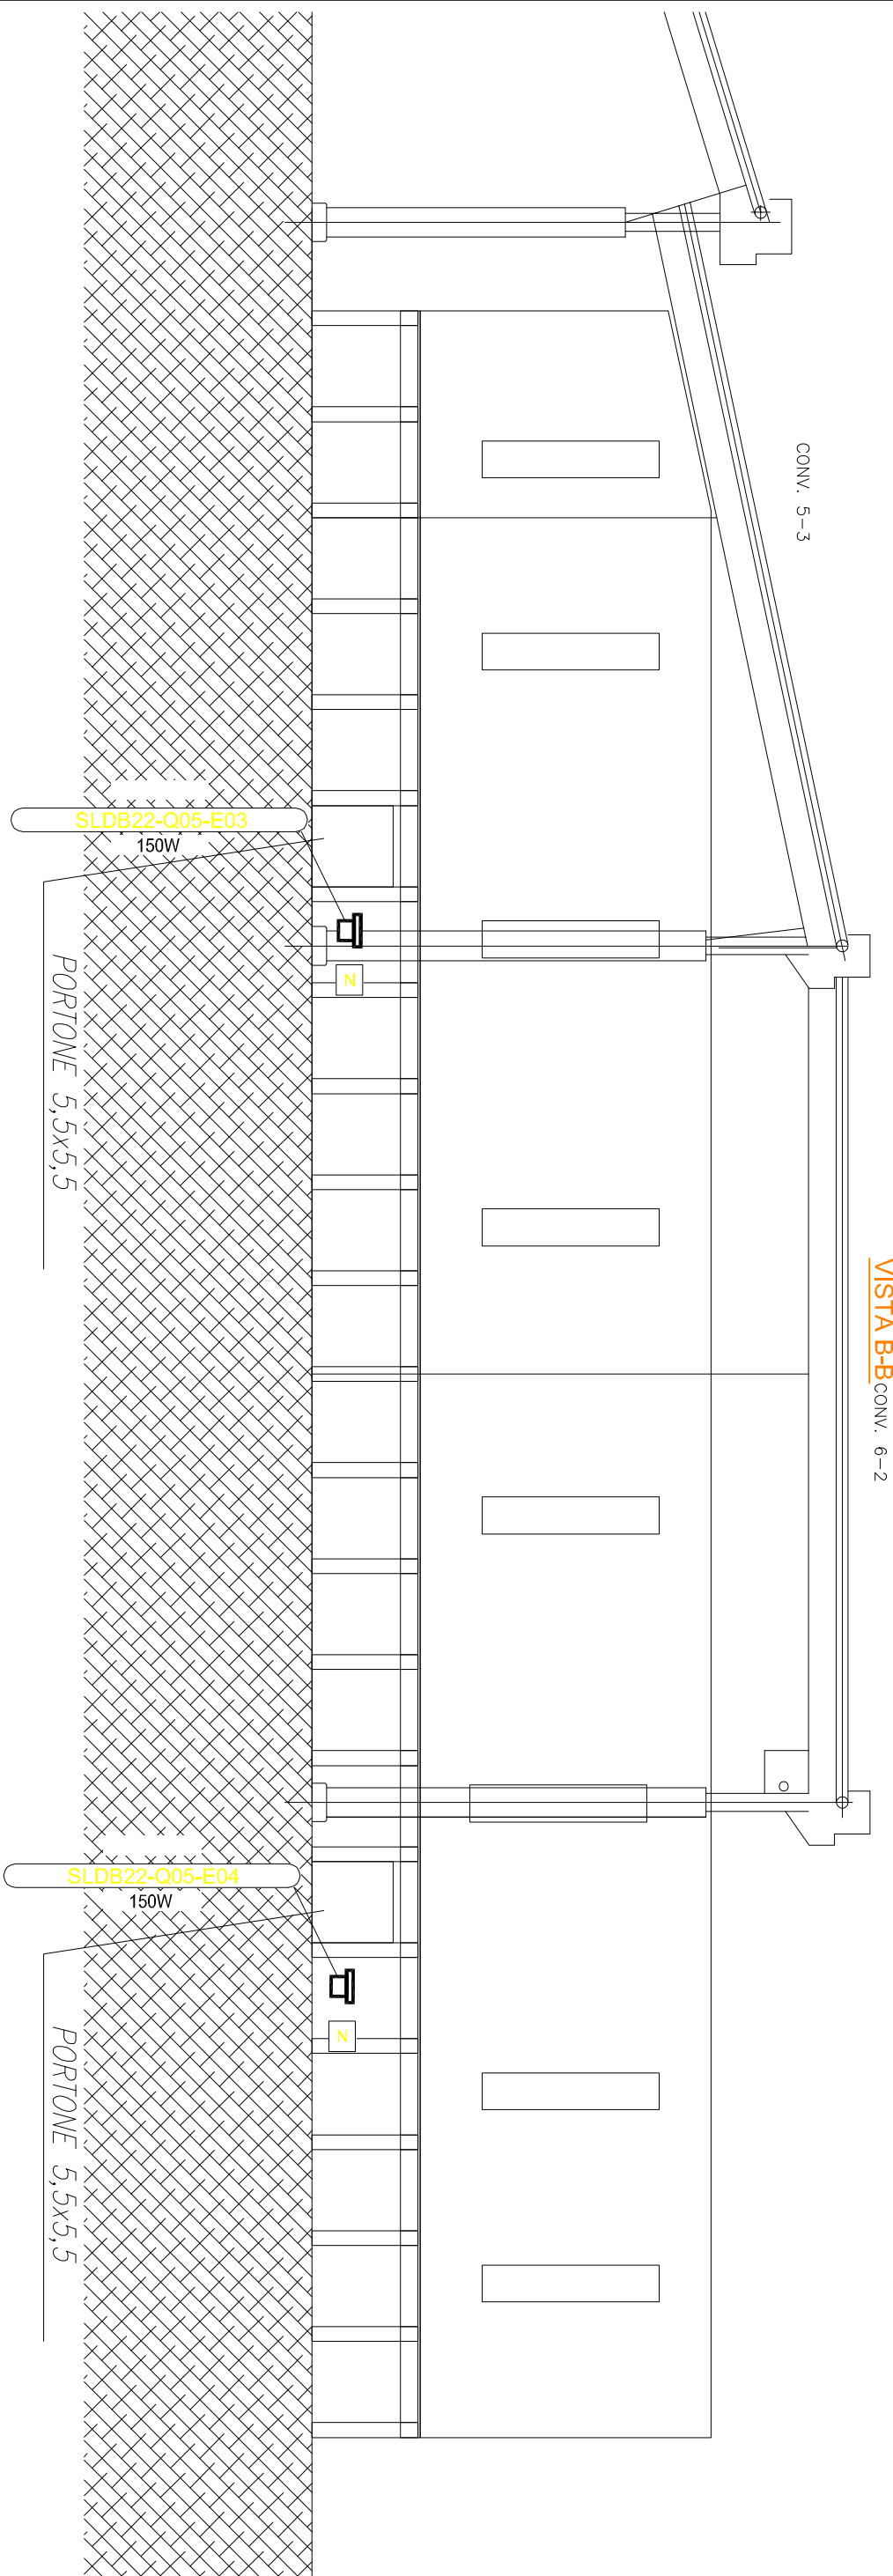 CONV. 5-3
SLDB22-Q05-E03
150W
N
PORTONE 5,5x5,5
VISTA B-B
CONV. 6-2
SLDB22-Q05-E04
150W
N
PORTONE 5,5x5,5